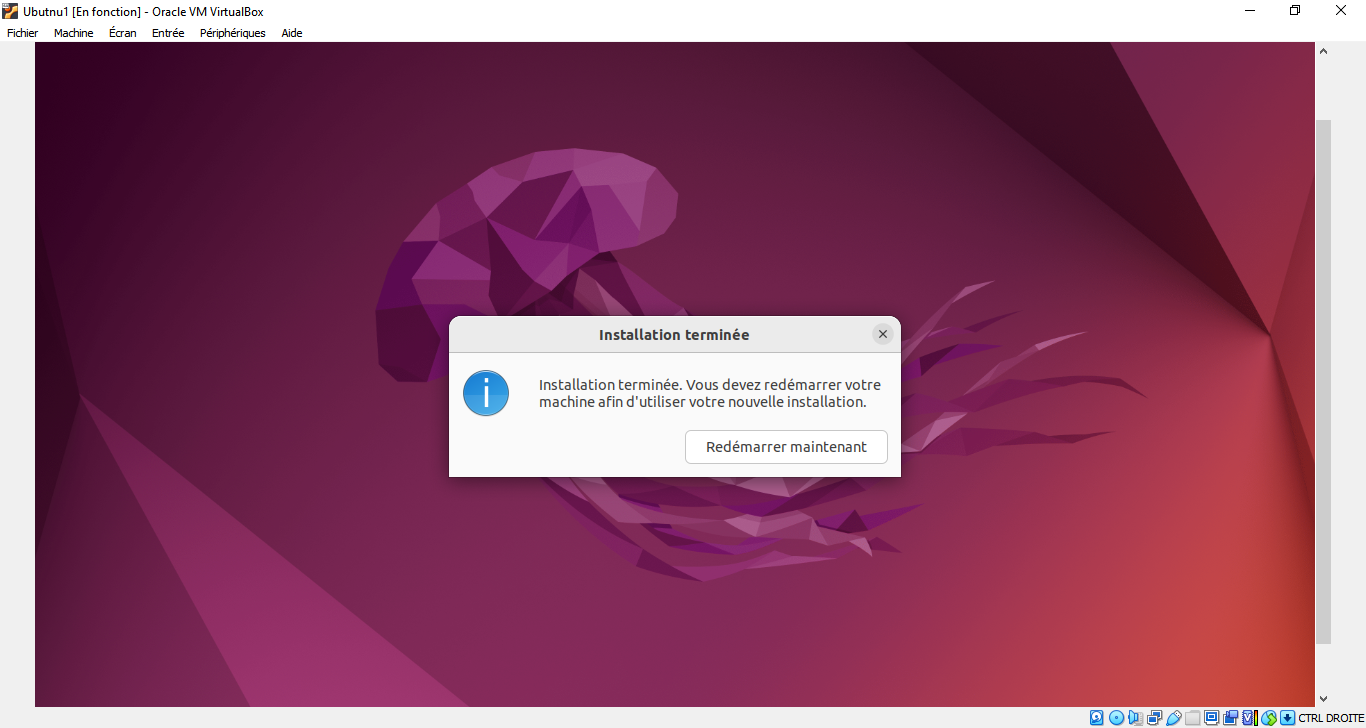 Ubutnu1 [En fonction] - Oracle VM VirtualBox
Fichier Machine Écran Entrée Périphériques Aide
Installation terminée
Installation terminée. Vous devez redémarrer votre
machine afin d'utiliser votre nouvelle installation.
Redémarrer maintenant
CTRL DROITE